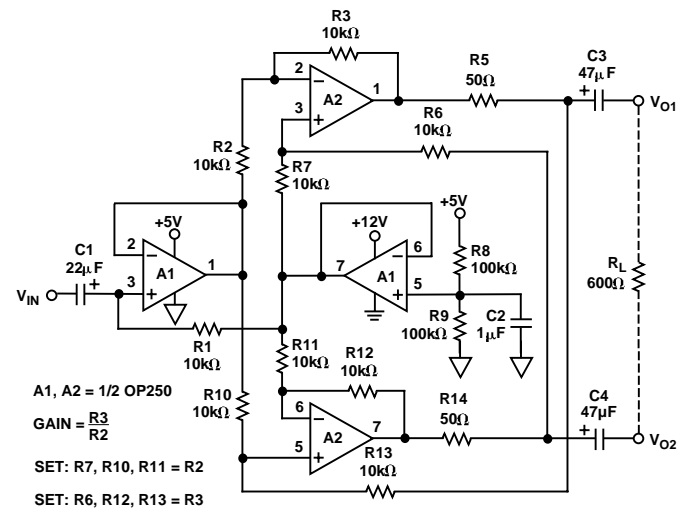 R3
10kΩ
2
1
3
A2
R5
50Ω
C3
47μF
+
VO1
R6
10kΩ
R2
10kΩ
R7
10kΩ
+5V
+12V
+5V
C1
22μF
+
2
1
3
A1
VIN
7
6
5
A1
R8
100kΩ
R9
100kΩ
C2
1μF
RL
600Ω
R1
10kΩ
R11
10kΩ
R12
10kΩ
R10
10kΩ
6
7
5
A2
R14
50Ω
C4
47μF
+
VO2
R13
10kΩ
A1, A2 = 1/2 OP250
GAIN = R3
R2
SET: R7, R10, R11 = R2
SET: R6, R12, R13 = R3